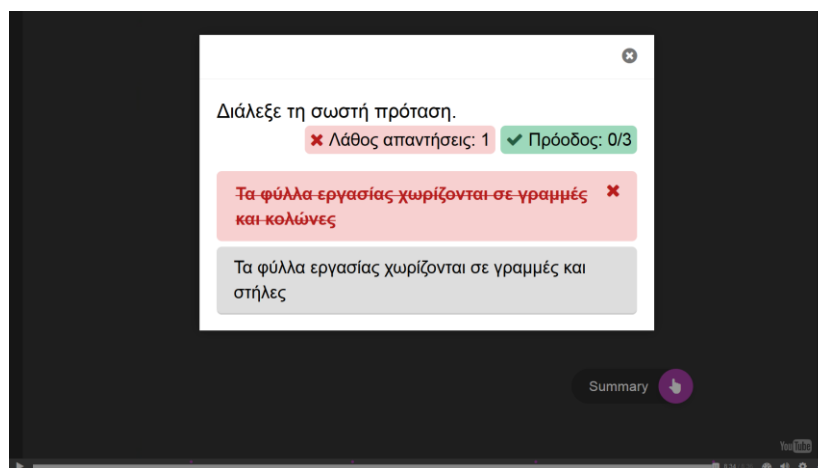 Διάλεξε τη σωστή πρόταση.
✖ Λάθος απαντήσεις: 1 ✔ Πρόοδος: 0/3
Τα φύλλα εργασίας χωρίζονται σε γραμμές
και κολώνες
Τα φύλλα εργασίας χωρίζονται σε γραμμές και
στήλες
Summary
YouTube